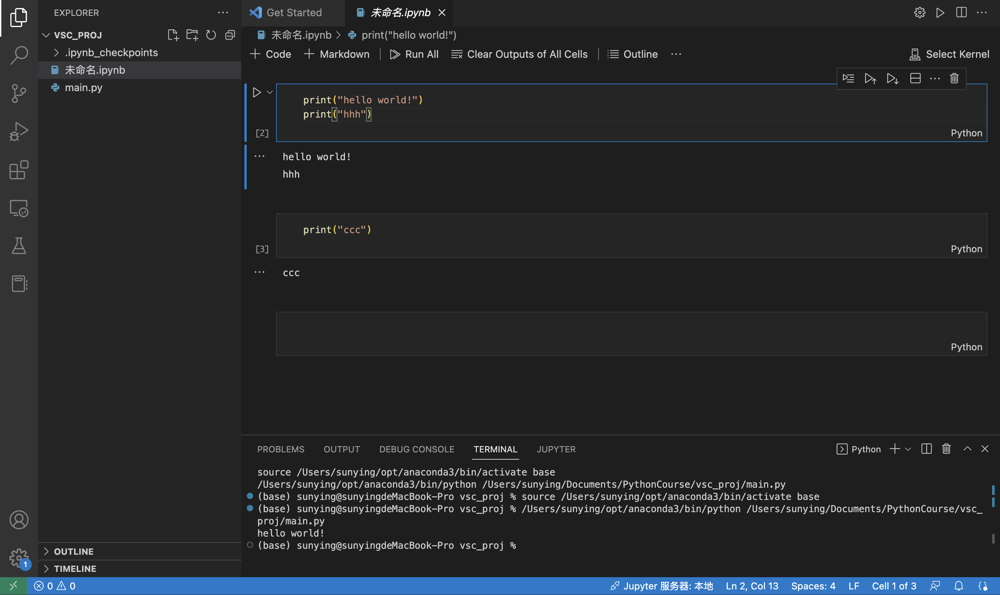 EXPLORER
VSC_PROJ
.ipynb_checkpoints
未命名.ipynb
main.py
OUTLINE
TIMELINE
1
Get Started
未命名.ipynb
未命名.ipynb > print("hello world!")
Code
Markdown
Run All
Clear Outputs of All Cells
Outline
Select Kernel
print("hello world!")
print("hhh")
[2]
Python
hello world!
hhh
print("ccc")
[3]
Python
ccc
Python
PROBLEMS
OUTPUT
DEBUG CONSOLE
TERMINAL
JUPYTER
Python
source /Users/sunying/opt/anaconda3/bin/activate base
/Users/sunying/opt/anaconda3/bin/python /Users/sunying/Documents/PythonCourse/vsc_proj/main.py
(base) sunying@sunyingdeMacBook-Pro vsc_proj % source /Users/sunying/opt/anaconda3/bin/activate base
(base) sunying@sunyingdeMacBook-Pro vsc_proj % /Users/sunying/opt/anaconda3/bin/python /Users/sunying/Documents/PythonCourse/vsc_
proj/main.py
hello world!
(base) sunying@sunyingdeMacBook-Pro vsc_proj %
0 0
Jupyter 服务器: 本地
Ln 2, Col 13
Spaces: 4
LF
Cell 1 of 3